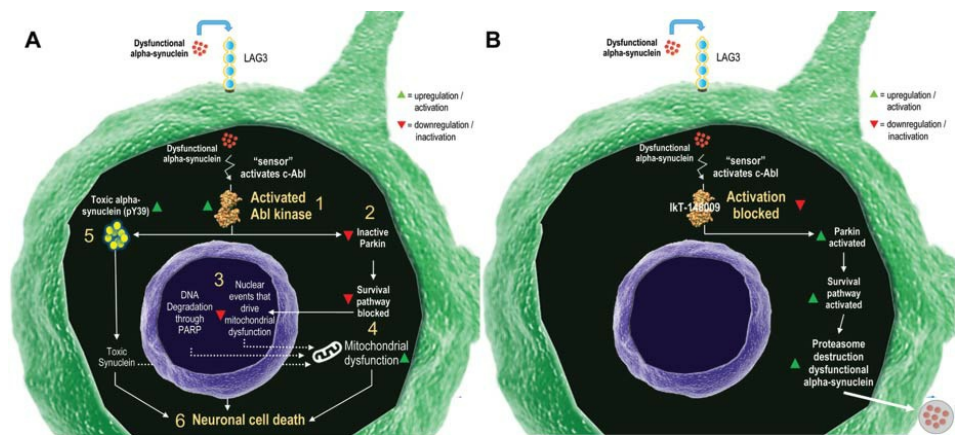 A
Dysfunctional
alpha-synuclein
LAG3
= upregulation /
activation
= downregulation /
inactivation
Dysfunctional
alpha-synuclein
"sensor"
activates c-Abl
Toxic alpha-
synuclein (pY39)
5
Activated
Abl kinase
1
2
Inactive
Parkin
3
Nuclear
events that
drive
mitochondrial
dysfunction
DNA
Degradation
through
PARP
Survival
pathway
blocked
4
Mitochondrial
dysfunction
Toxic
Synuclein
6 Neuronal cell death
B
Dysfunctional
alpha-synuclein
LAG3
= upregulation /
activation
= downregulation /
inactivation
Dysfunctional
alpha-synuclein
"sensor"
activates c-Abl
IkT-148009
Activation
blocked
Parkin
activated
Survival
pathway
activated
Proteasome
destruction
dysfunctional
alpha-synuclein